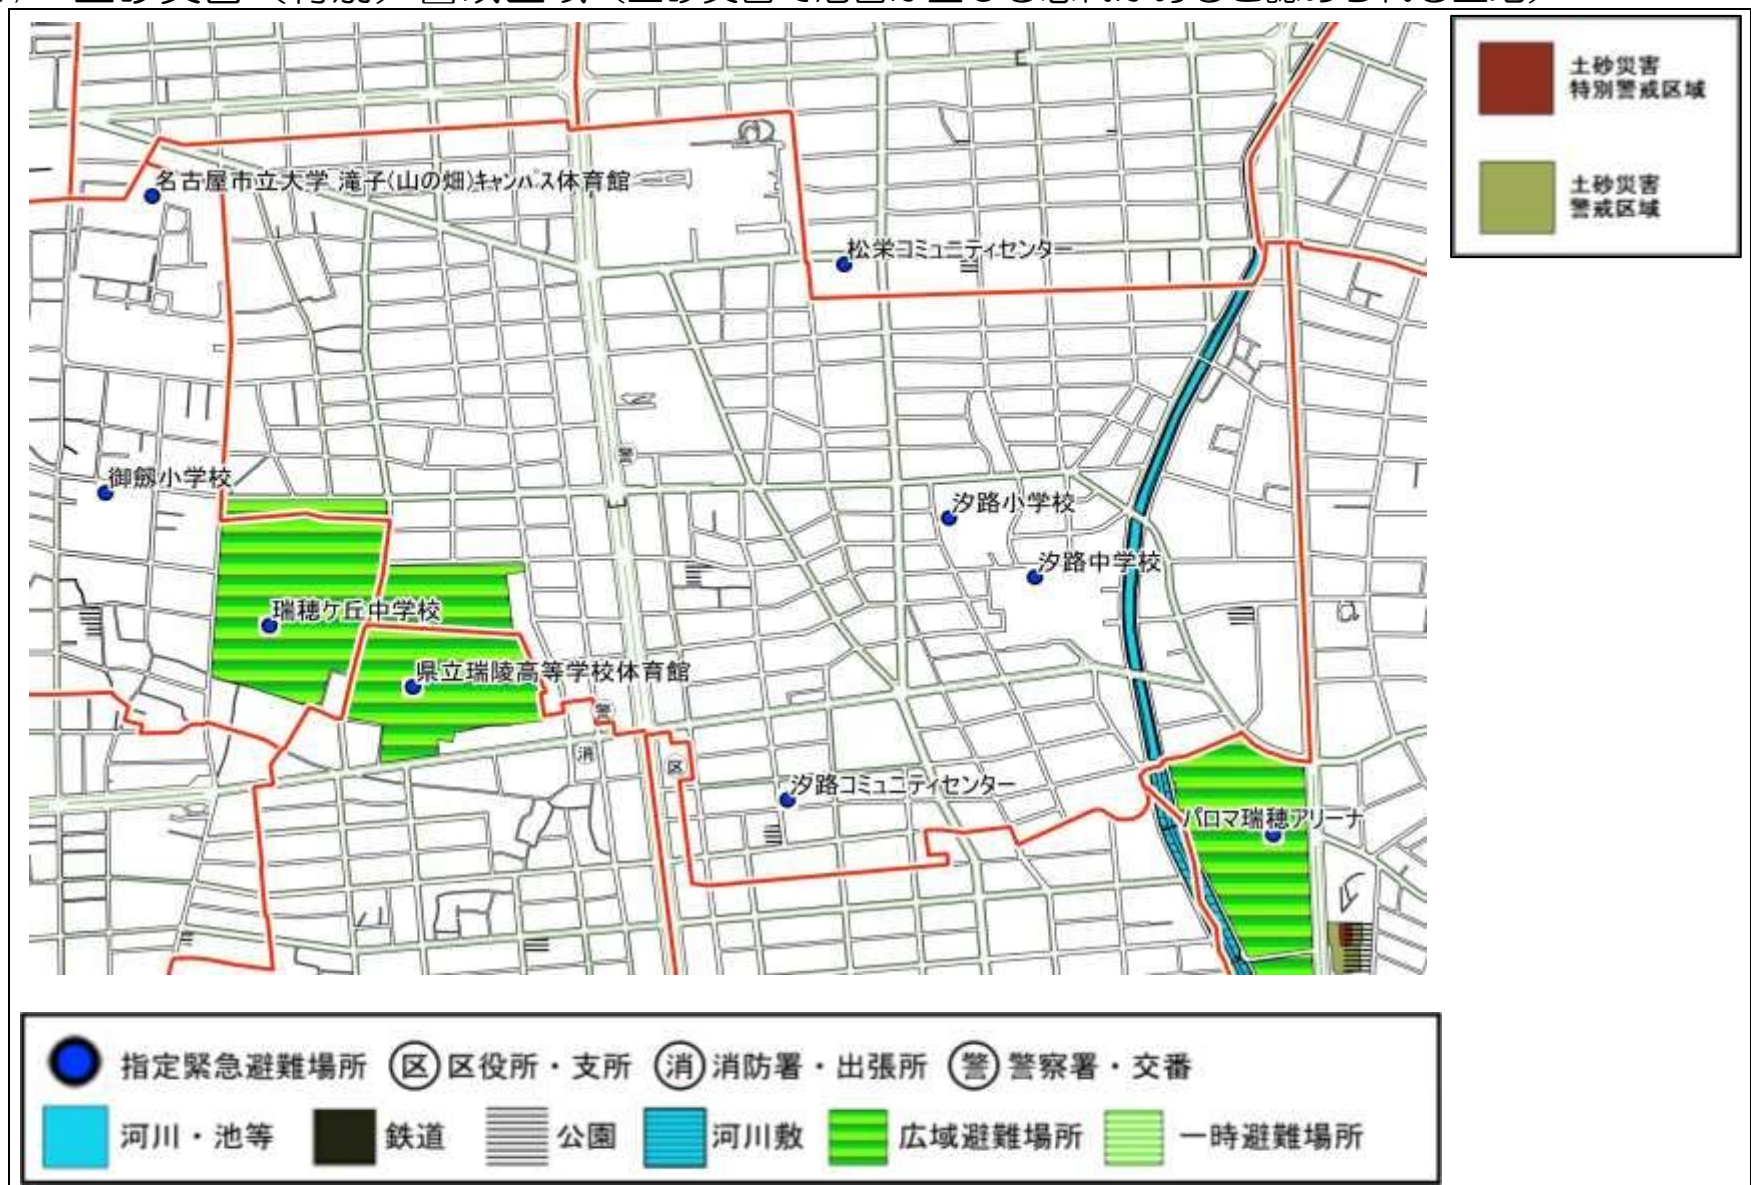 土砂災害
特別警戒区域
土砂災害
警戒区域
名古屋市立大学 滝子(山の畑)キャンパス体育館
松栄コミュニティセンター
警
御劔小学校
汐路小学校
汐路中学校
瑞穂ケ丘中学校
県立瑞陵高等学校体育館
警
消
区
汐路コミュニティセンター
パロマ瑞穂アリーナ
指定緊急避難場所 区 区役所・支所 消 消防署・出張所 警 警察署・交番
河川・池等 鉄道 公園 河川敷 広域避難場所 一時避難場所